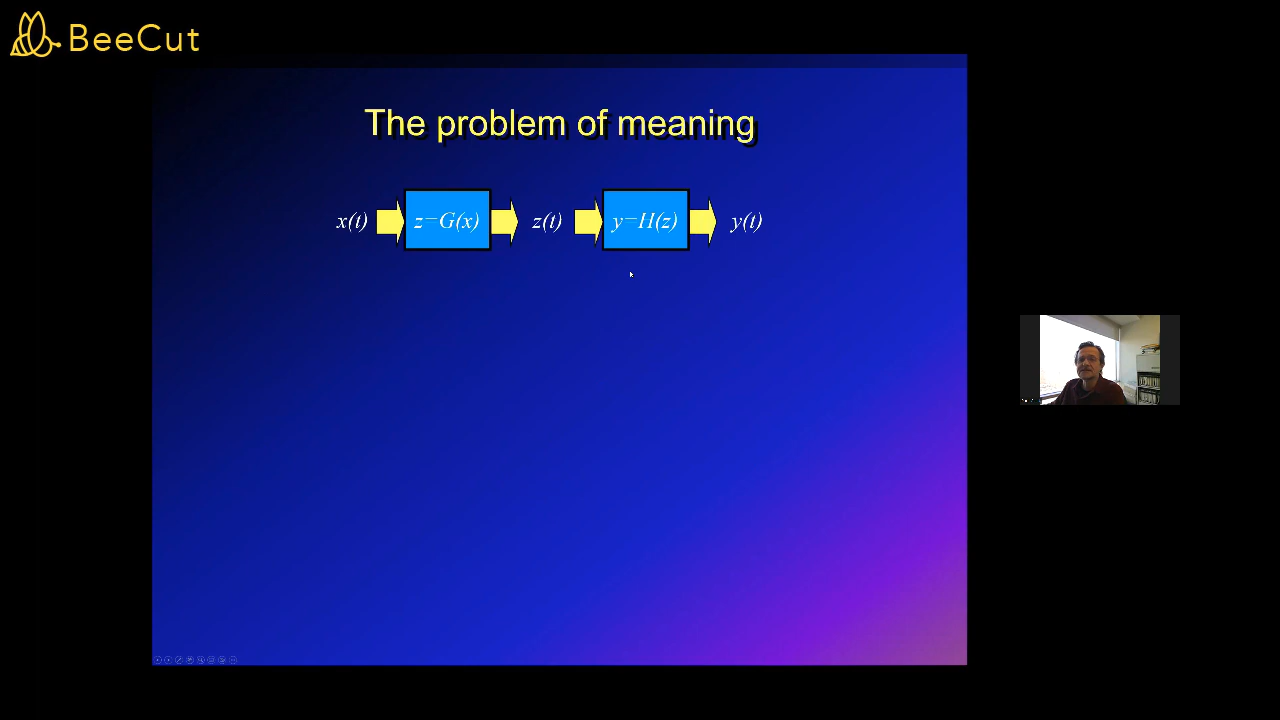 BeeCut
The problem of meaning
x(t) z=G(x) z(t) y=H(z) y(t)